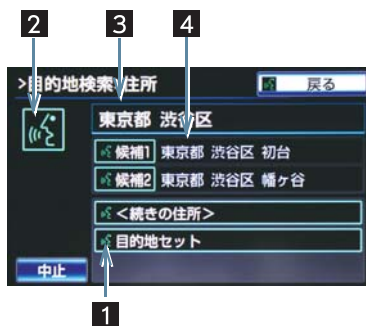 2 3 4
>目的地検索>住所 戻る
東京都 渋谷区
候補1 東京都 渋谷区 初台
候補2 東京都 渋谷区 幡ヶ谷
<続きの住所>
目的地セット
中止
1